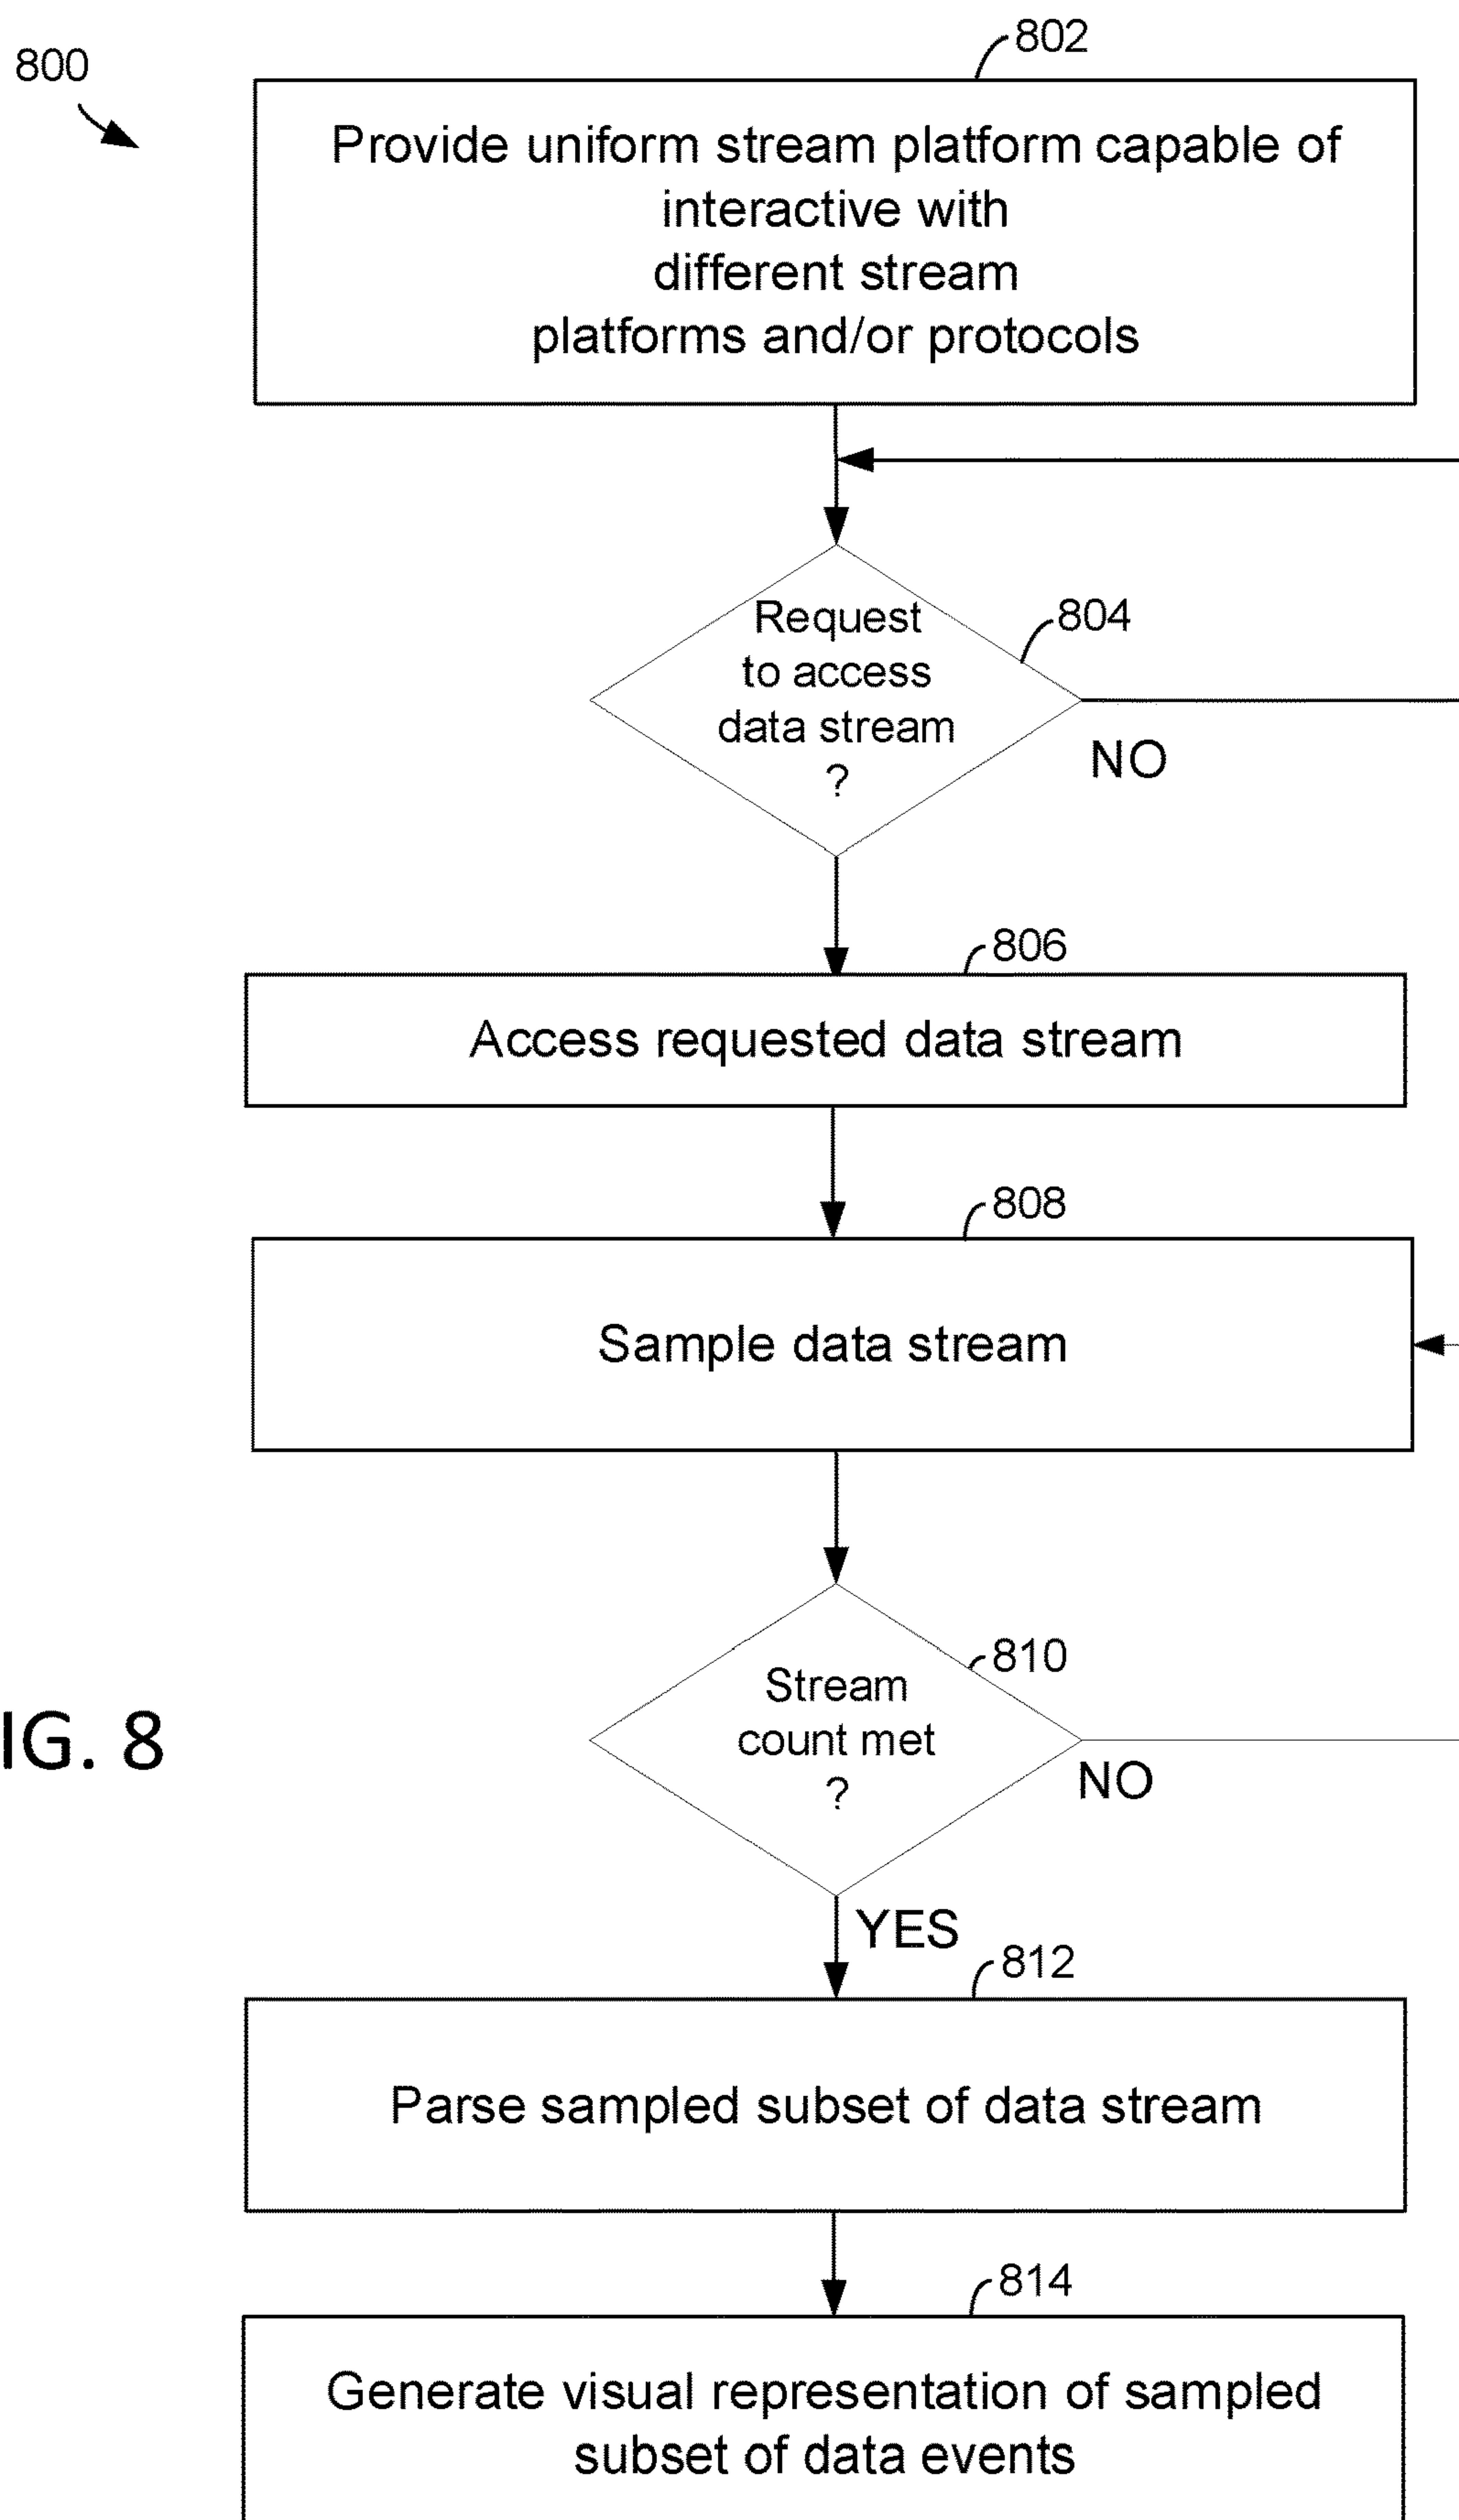 802
800
Provide uniform stream platform capable of
interactive with
different stream
platforms and/or protocols
Request
to access
data stream
?
804
NO
806
Access requested data stream
808
Sample data stream
810
Stream
count met
?
NO
IG. 8
YES
812
Parse sampled subset of data stream
814
Generate visual representation of sampled
subset of data events